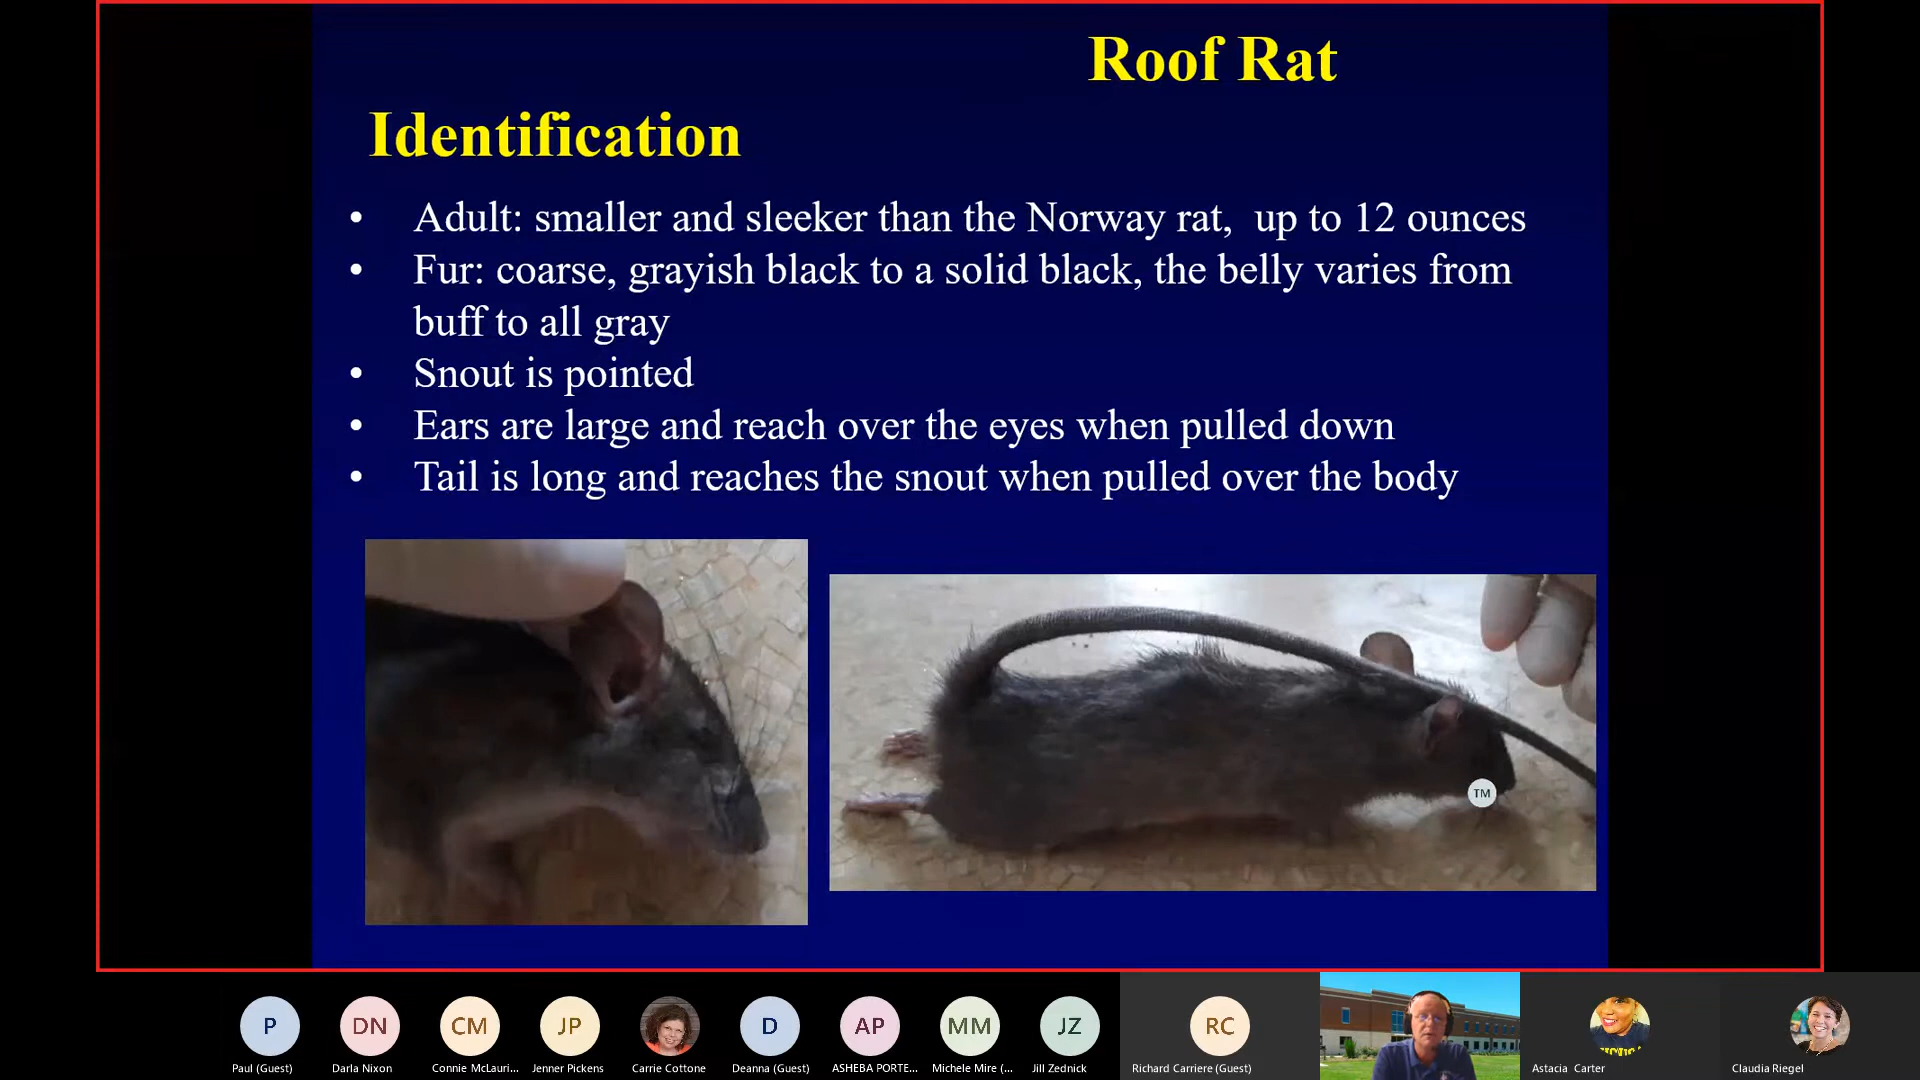 Roof Rat
Identification
• Adult: smaller and sleeker than the Norway rat,  up to 12 ounces
• Fur: coarse, grayish black to a solid black, the belly varies from
buff to all gray
• Snout is pointed
• Ears are large and reach over the eyes when pulled down
• Tail is long and reaches the snout when pulled over the body
TM
P DN CM JP D AP MM JZ RC
Paul (Guest) Darla Nixon Connie McLauri... Jenner Pickens Carrie Cottone Deanna (Guest) ASHEBA PORTE... Michele Mire (... Jill Zednick Richard Carriere (Guest) Astacia  Carter Claudia Riegel